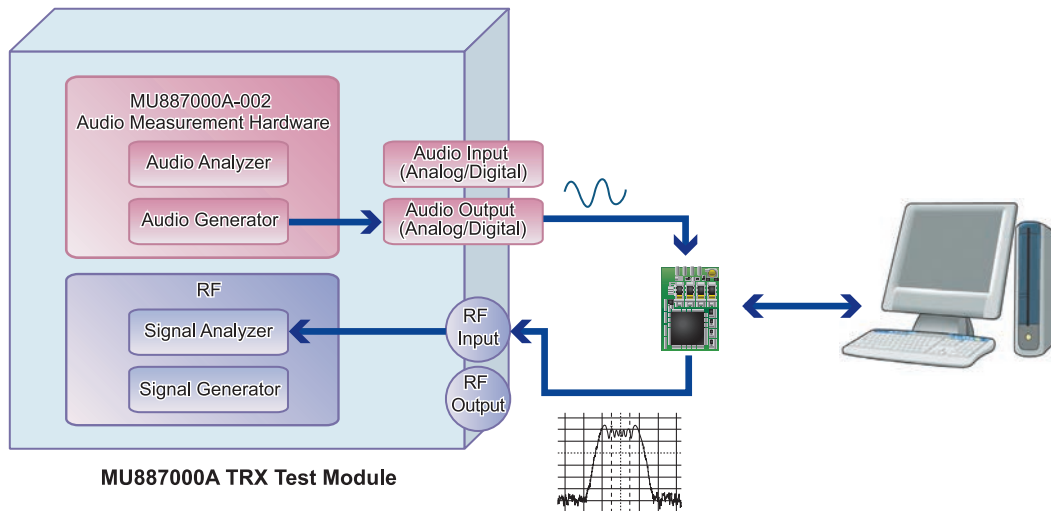 MU887000A-002
Audio Measurement Hardware
Audio Analyzer
Audio Generator
Audio Input
(Analog/Digital)
Audio Output
(Analog/Digital)
RF
Signal Analyzer
Signal Generator
RF
Input
RF
Output
MU887000A TRX Test Module